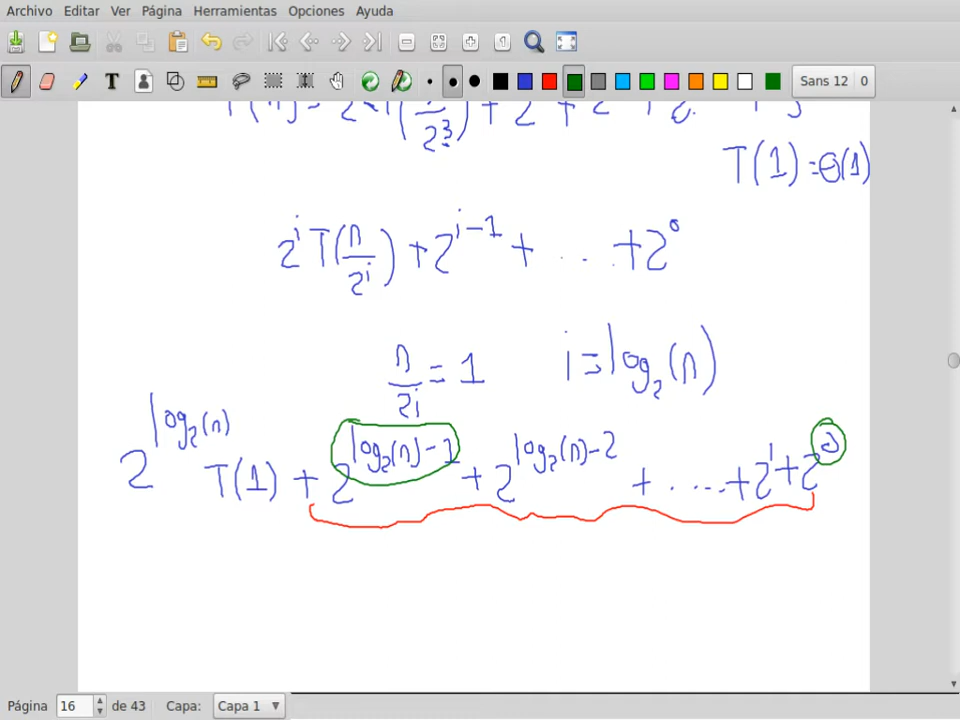 Archivo Editar Ver Página Herramientas Opciones Ayuda
Sans 12 0
T(1) = Θ(1)
2^i T(n/2^i) + 2^(i-1) + ... + 2^0
n/2i = 1 i = log₂(n)
2^(log₂(n)) T(1) + 2^(log₂(n)-1) + 2^(log₂(n)-2) + ..... + 2^1 + 2^0
Página 16 de 43 Capa: Capa 1